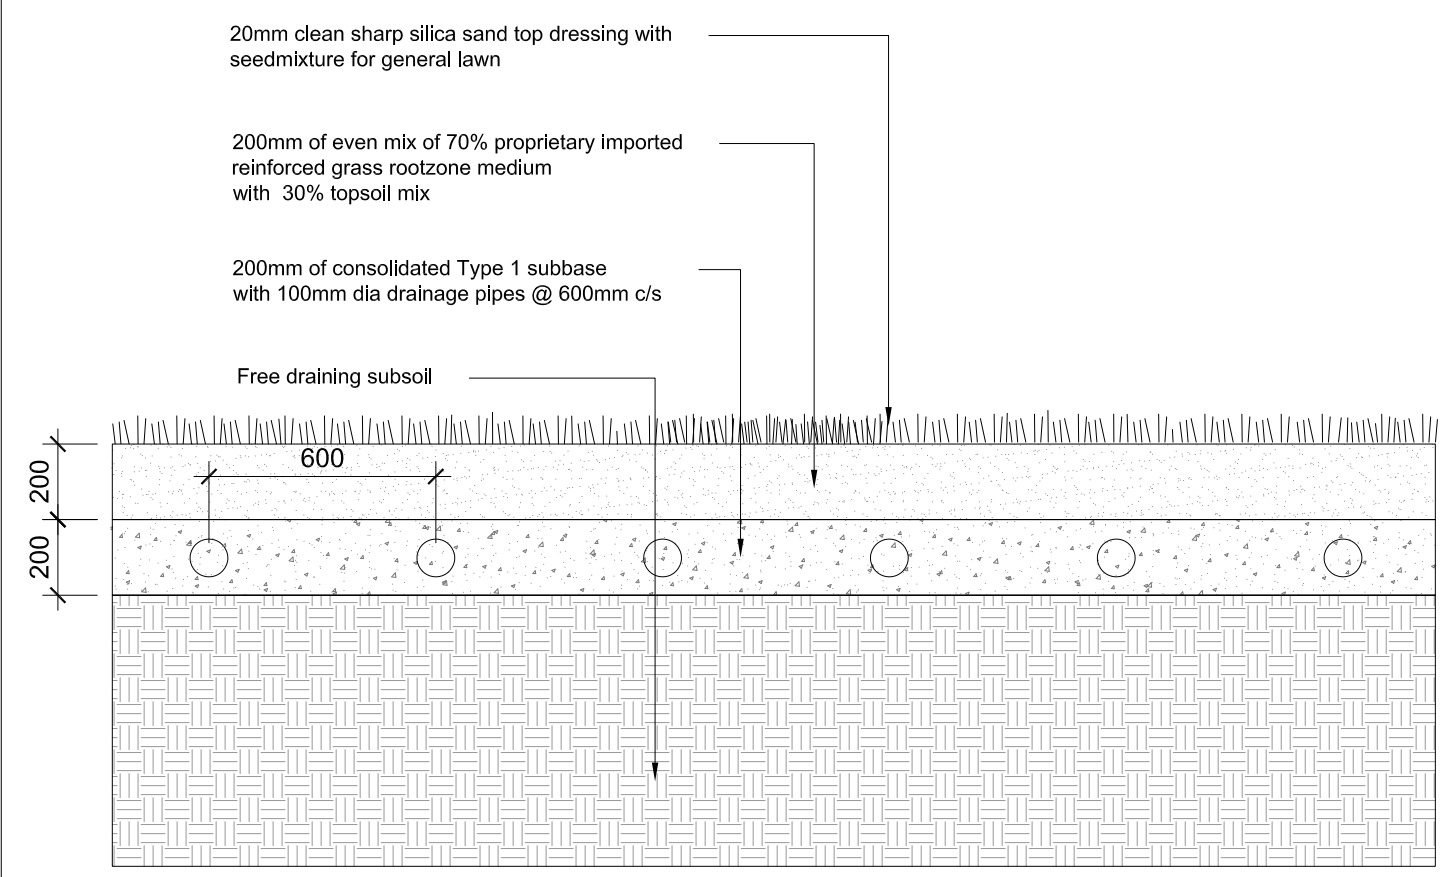 20mm clean sharp silica sand top dressing with
seedmixture for general lawn
200mm of even mix of 70% proprietary imported
reinforced grass rootzone medium
with  30% topsoil mix
200mm of consolidated Type 1 subbase
with 100mm dia drainage pipes @ 600mm c/s
Free draining subsoil
600
200
200